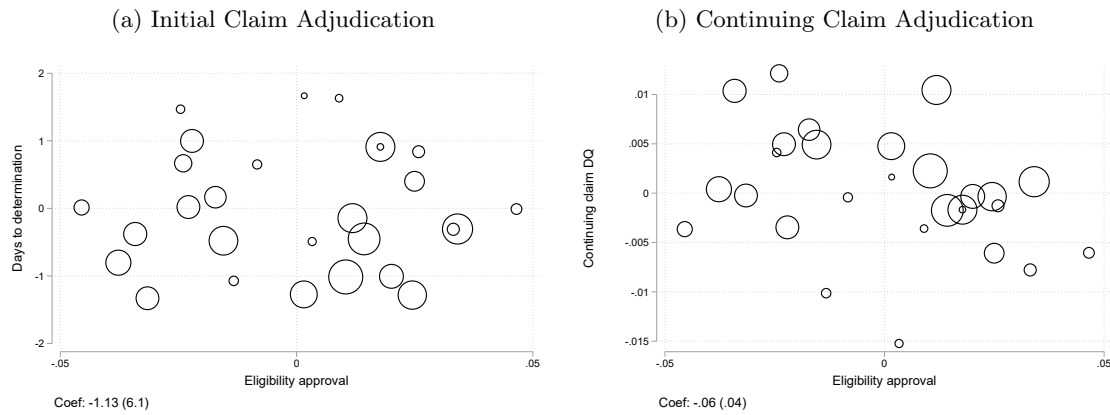 (a) Initial Claim Adjudication
(b) Continuing Claim Adjudication
Days to determination
2
1
0
-1
-2
-.05
0
.05
Eligibility approval
Coef: -1.13 (6.1)
Continuing claim DQ
.01
.005
0
-.005
-.01
-.015
-.05
0
.05
Eligibility approval
Coef: -.06 (.04)